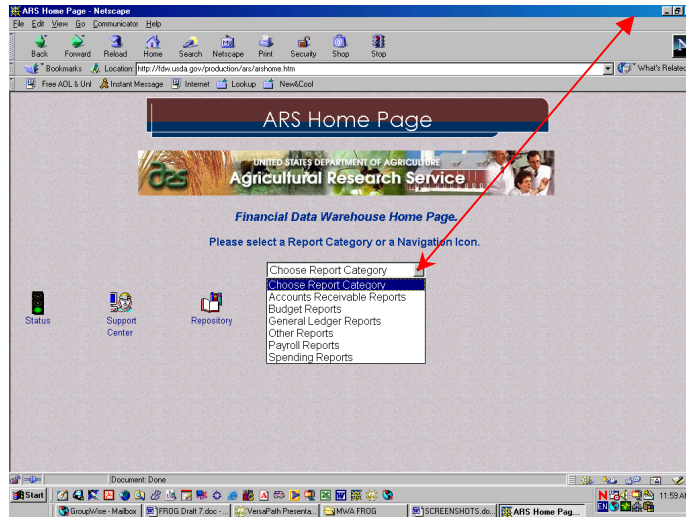 ARS Home Page - Netscape
File Edit View Go Communicator Help
Back Forward Reload Home Search Netscape Print Security Shop Stop
Bookmarks Location: http://fdw.usda.gov/production/ars/arshome.htm What's Related
Free AOL & Unl Instant Message Internet Lookup New&Cool
ARS Home Page
UNITED STATES DEPARTMENT OF AGRICULTURE
ars Agricultural Research Service
Financial Data Warehouse Home Page.
Please select a Report Category or a Navigation Icon.
Choose Report Category
Choose Report Category
Accounts Receivable Reports
Budget Reports
General Ledger Reports
Other Reports
Payroll Reports
Spending Reports
Status
Support Center
Repository
Document: Done
Start 11:59 AM
GroupWise - Mailbox FROG Draft 7.doc - ... VersaPath Presenta... MWA FROG SCREENSHOTS.do... ARS Home Pag...
EN